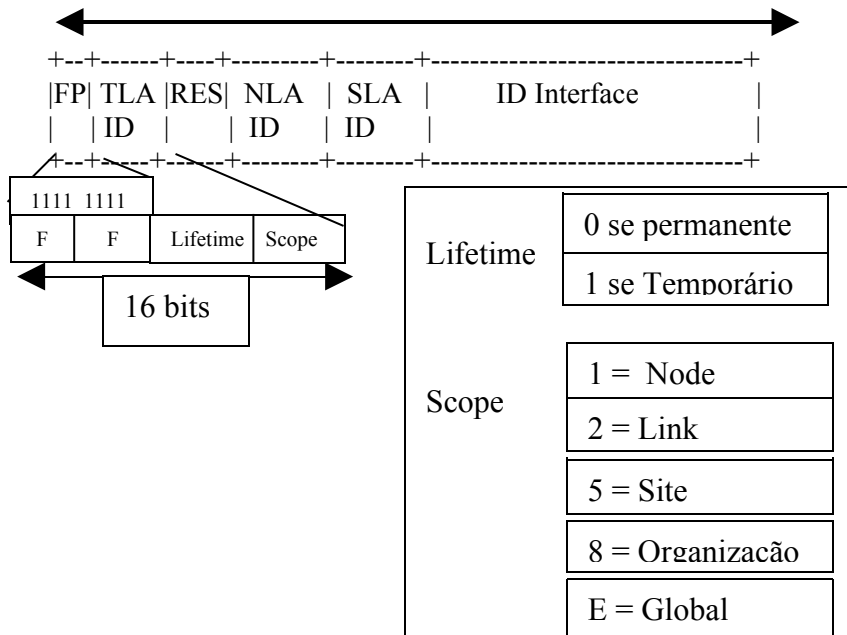 +--+------+----+---------+---------+--------------------------------+
|FP| TLA |RES| NLA | SLA | ID Interface |
| | ID | | ID | ID | |
+--+------+----+---------+---------+--------------------------------+
1111 1111
F F Lifetime Scope
16 bits
Lifetime
0 se permanente
1 se Temporário
Scope
1 = Node
2 = Link
5 = Site
8 = Organização
E = Global